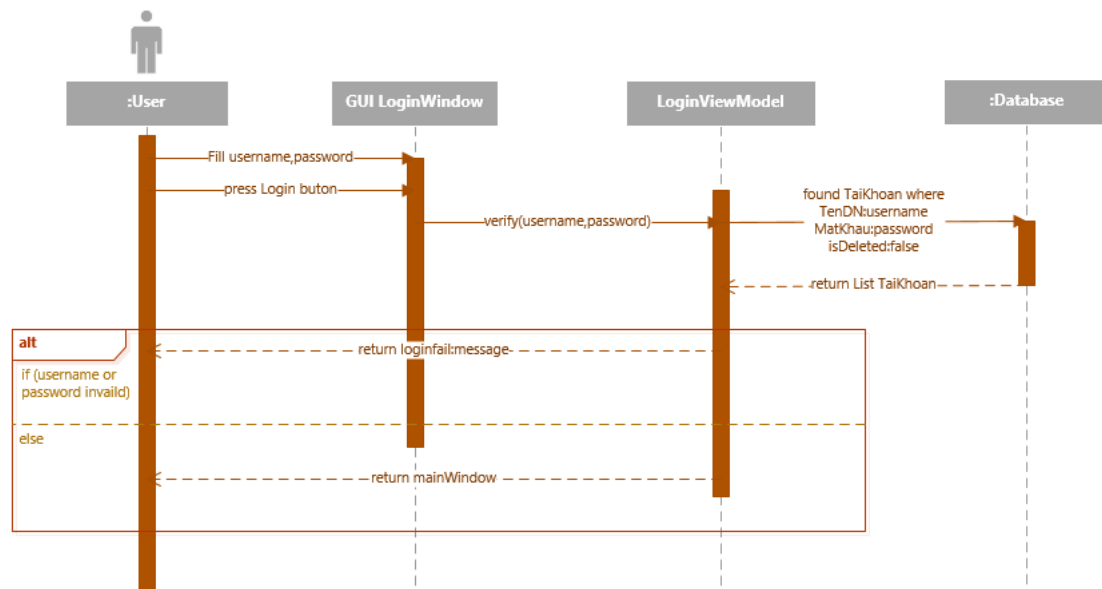 :User
GUI LoginWindow
LoginViewModel
:Database
Fill username,password
press Login buton
verify(username,password)
found TaiKhoan where
TenDN:username
MatKhau:password
isDeleted:false
return List TaiKhoan
alt
return loginfail:message
if (username or
password invaild)
else
return mainWindow